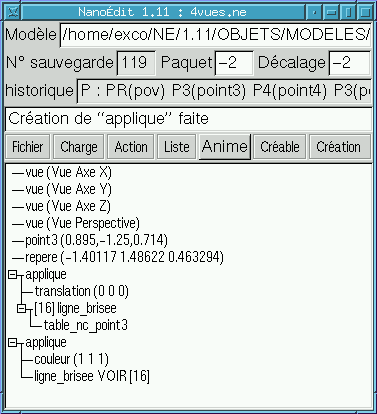 NanoÉdit 1.11 : 4vues.ne
Modèle /home/exco/NE/1.11/OBJETS/MODELES/
N° sauvegarde 119 Paquet -2 Décalage -2
historique P : PR(pov) P3(point3) P4(point4) P3(p
Création de "applique" faite
Fichier Charge Action Liste Anime Créable Création
vue (Vue Axe X)
vue (Vue Axe Y)
vue (Vue Axe Z)
vue (Vue Perspective)
point3 (0.895,-1.25,0.714)
repere (-1.40117 1.48622 0.463294)
applique
translation (0 0 0)
[16] ligne_brisee
table_nc_point3
applique
couleur (1 1 1)
ligne_brisee VOIR [16]